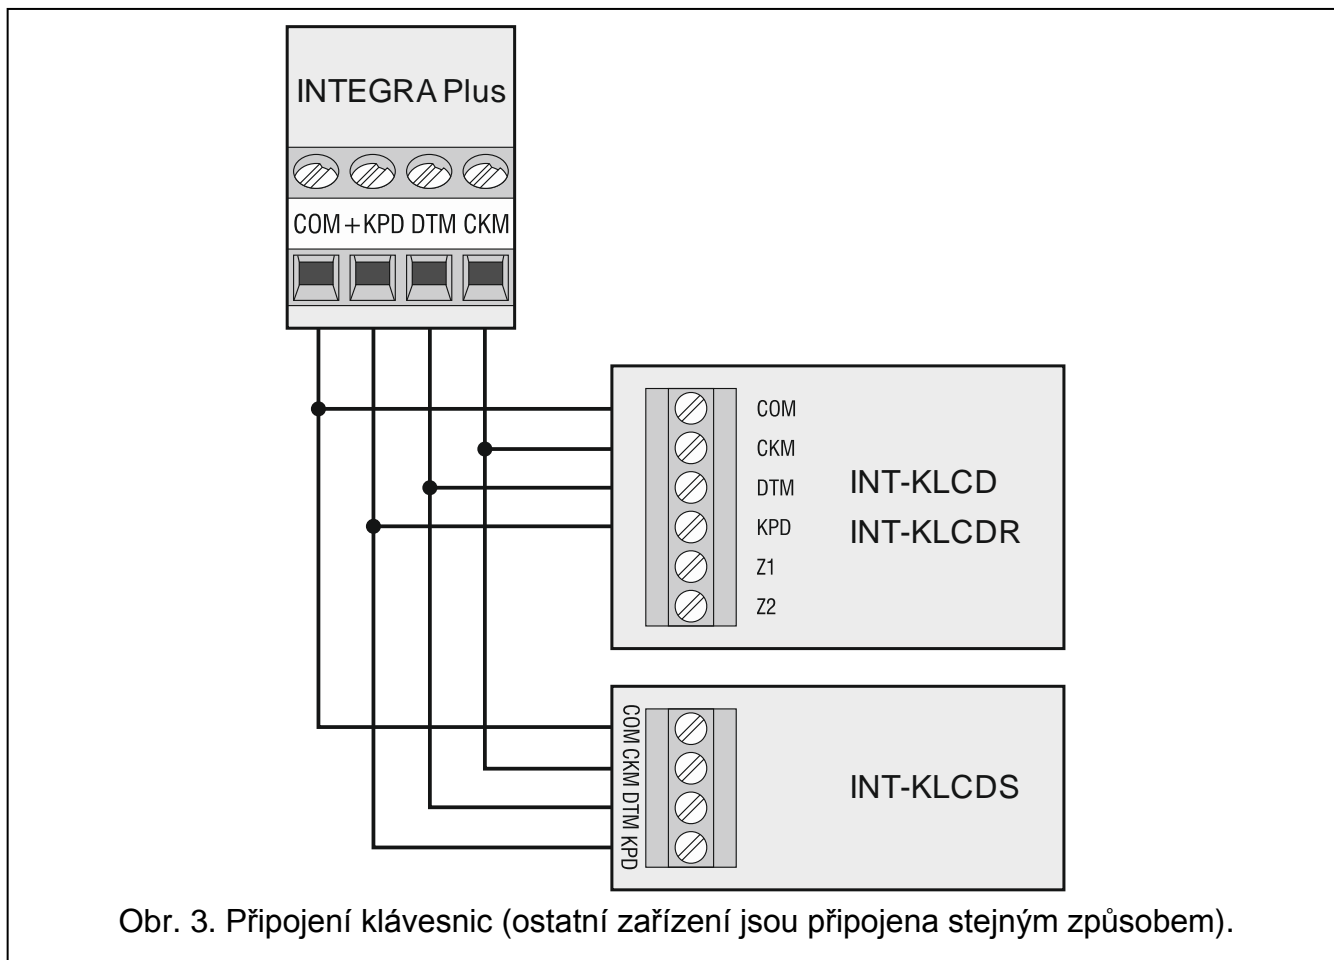 INTEGRA Plus
COM +KPD DTM CKM
COM
CKM
DTM
KPD
Z1
Z2
INT-KLCD
INT-KLCDR
COM CKM DTM KPD
INT-KLCDS
Obr. 3. Připojení klávesnic (ostatní zařízení jsou připojena stejným způsobem).